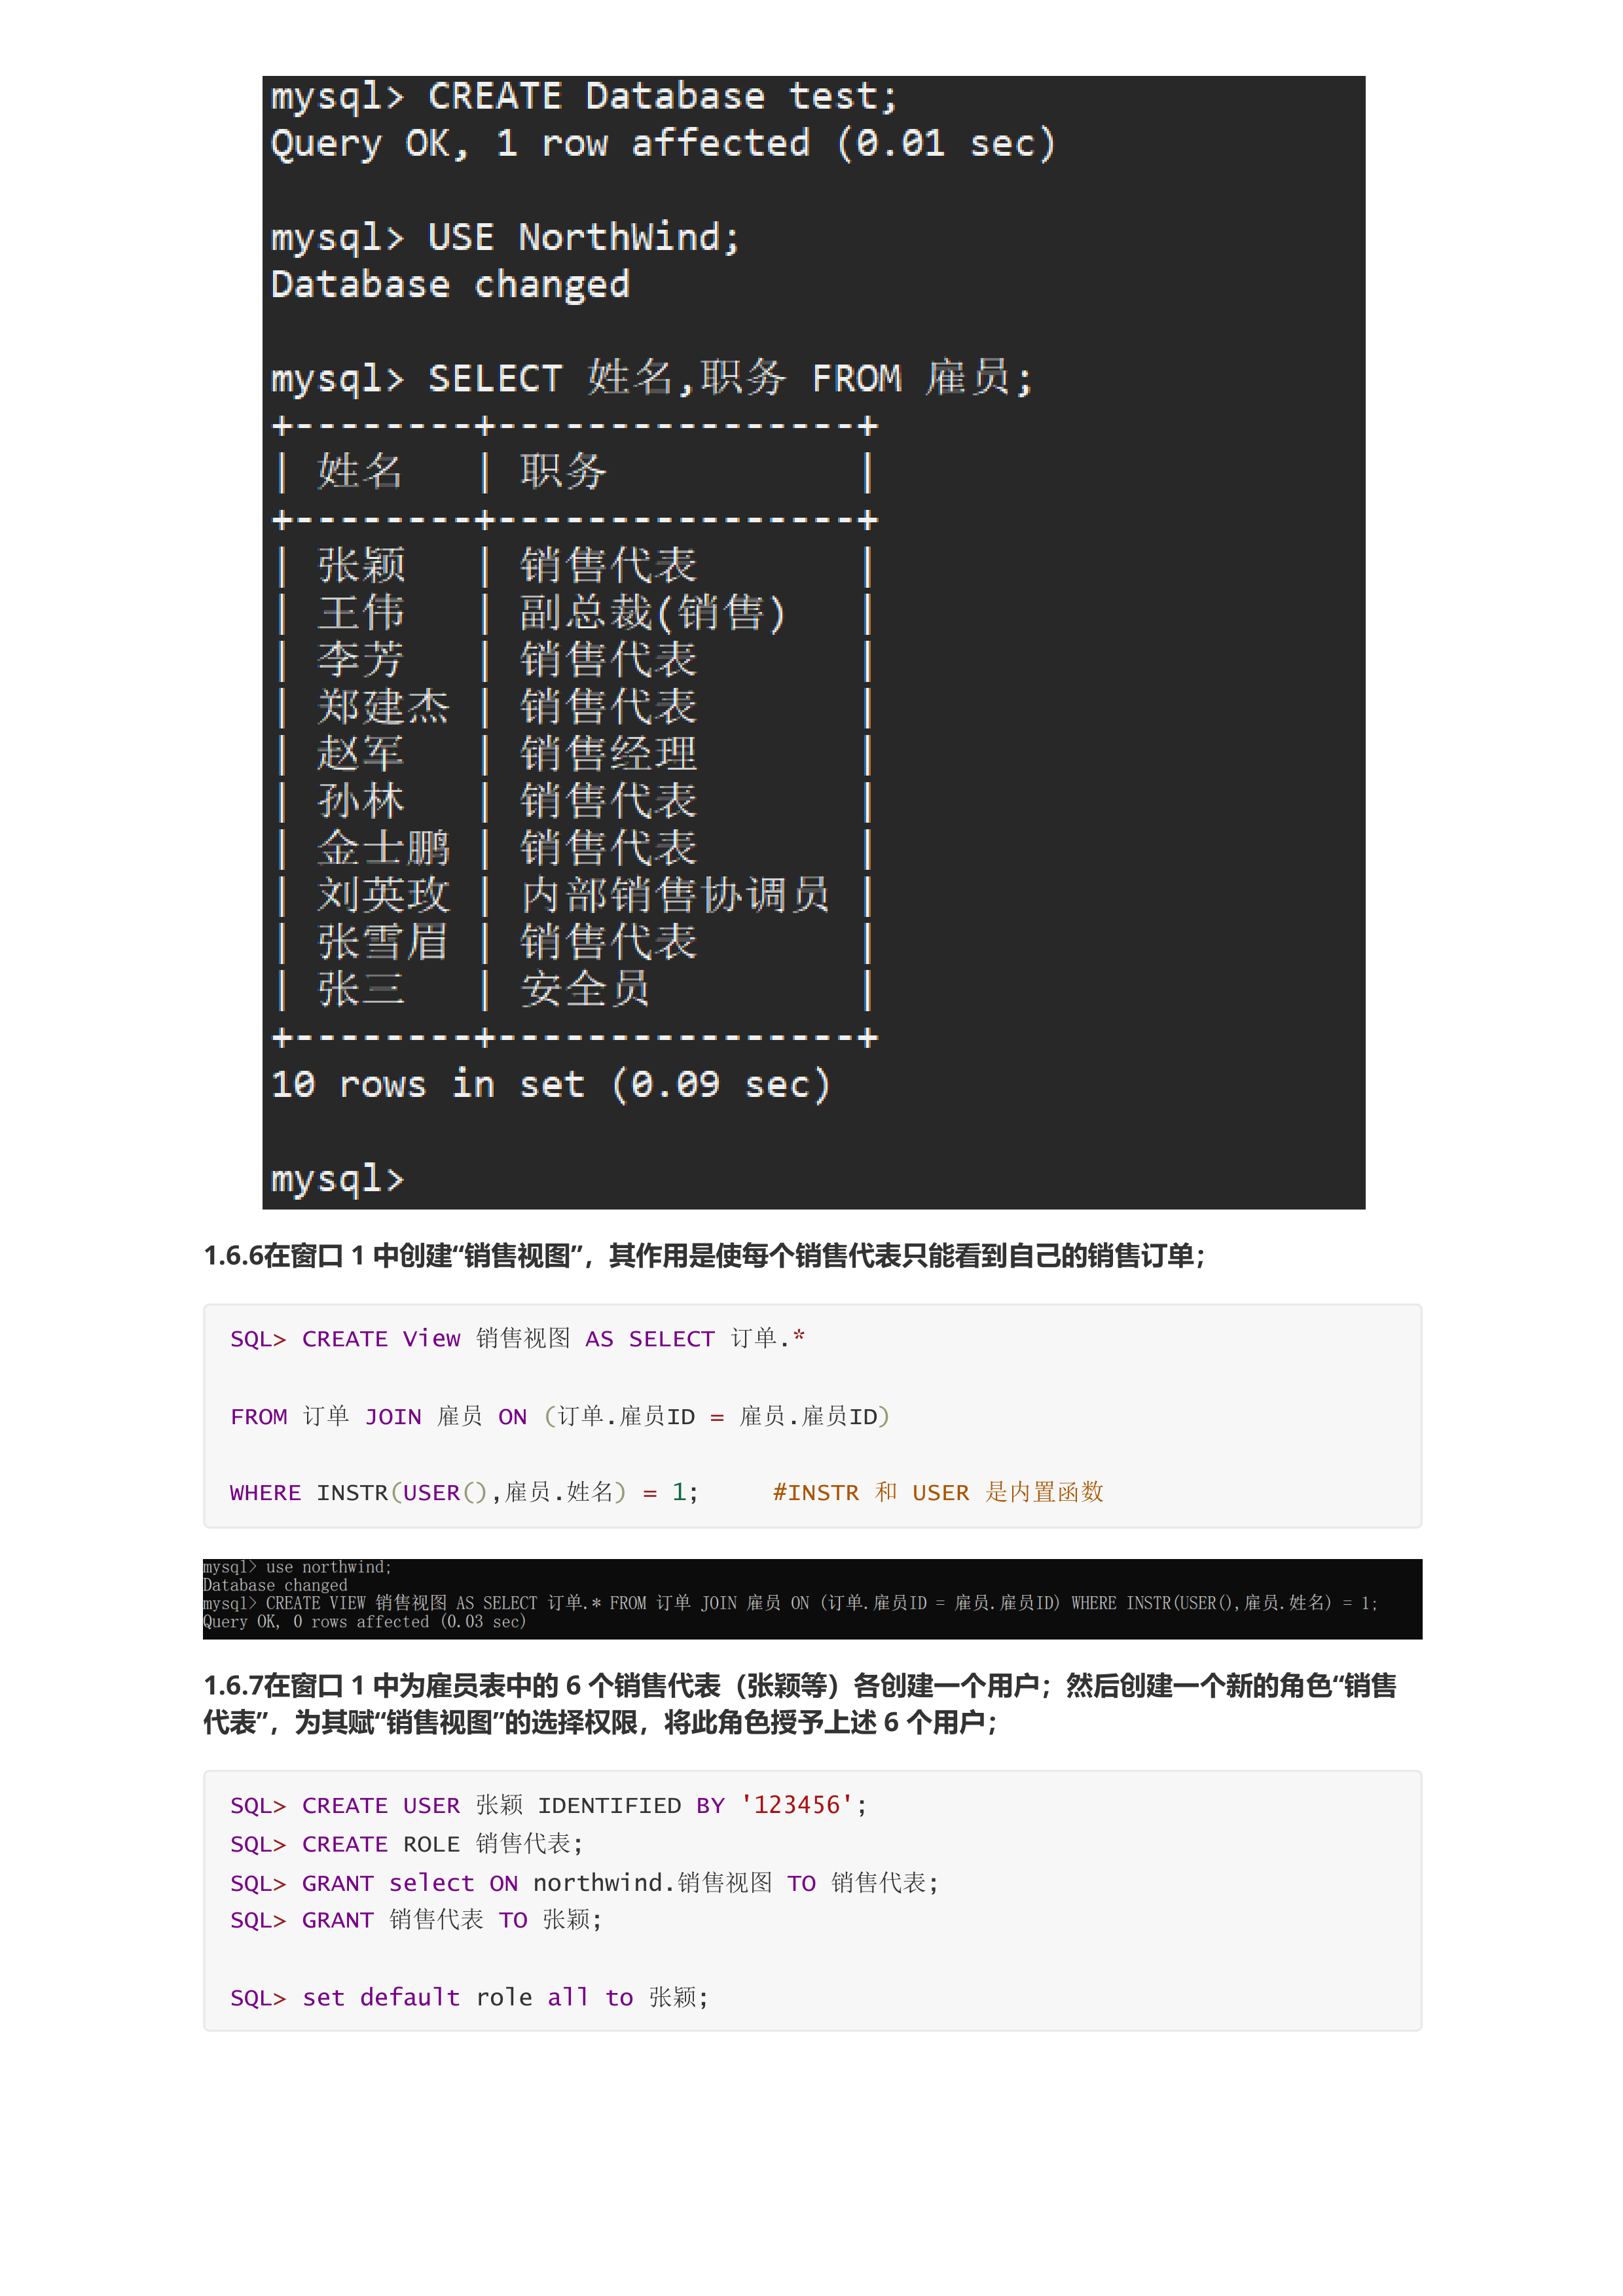 mysql> CREATE Database test;
Query OK, 1 row affected (0.01 sec)
mysql> USE NorthWind;
Database changed
mysql> SELECT 姓名,职务 FROM 雇员;
+--------+----------------+
| 姓名   | 职务           |
+--------+----------------+
| 张颖   | 销售代表       |
| 王伟   | 副总裁(销售)   |
| 李芳   | 销售代表       |
| 郑建杰 | 销售代表       |
| 赵军   | 销售经理       |
| 孙林   | 销售代表       |
| 金士鹏 | 销售代表       |
| 刘英玫 | 内部销售协调员 |
| 张雪眉 | 销售代表       |
| 张三   | 安全员         |
+--------+----------------+
10 rows in set (0.09 sec)
mysql>
1.6.6在窗口 1 中创建“销售视图”，其作用是使每个销售代表只能看到自己的销售订单；
SQL> CREATE View 销售视图 AS SELECT 订单.*
FROM 订单 JOIN 雇员 ON (订单.雇员ID = 雇员.雇员ID)
WHERE INSTR(USER(),雇员.姓名) = 1;     #INSTR 和 USER 是内置函数
mysql> use northwind;
Database changed
mysql> CREATE VIEW 销售视图 AS SELECT 订单.* FROM 订单 JOIN 雇员 ON (订单.雇员ID = 雇员.雇员ID) WHERE INSTR(USER(),雇员.姓名) = 1;
Query OK, 0 rows affected (0.03 sec)
1.6.7在窗口 1 中为雇员表中的 6 个销售代表（张颖等）各创建一个用户；然后创建一个新的角色“销售
代表”，为其赋“销售视图”的选择权限，将此角色授予上述 6 个用户；
SQL> CREATE USER 张颖 IDENTIFIED BY '123456';
SQL> CREATE ROLE 销售代表;
SQL> GRANT select ON northwind.销售视图 TO 销售代表;
SQL> GRANT 销售代表 TO 张颖;
SQL> set default role all to 张颖;